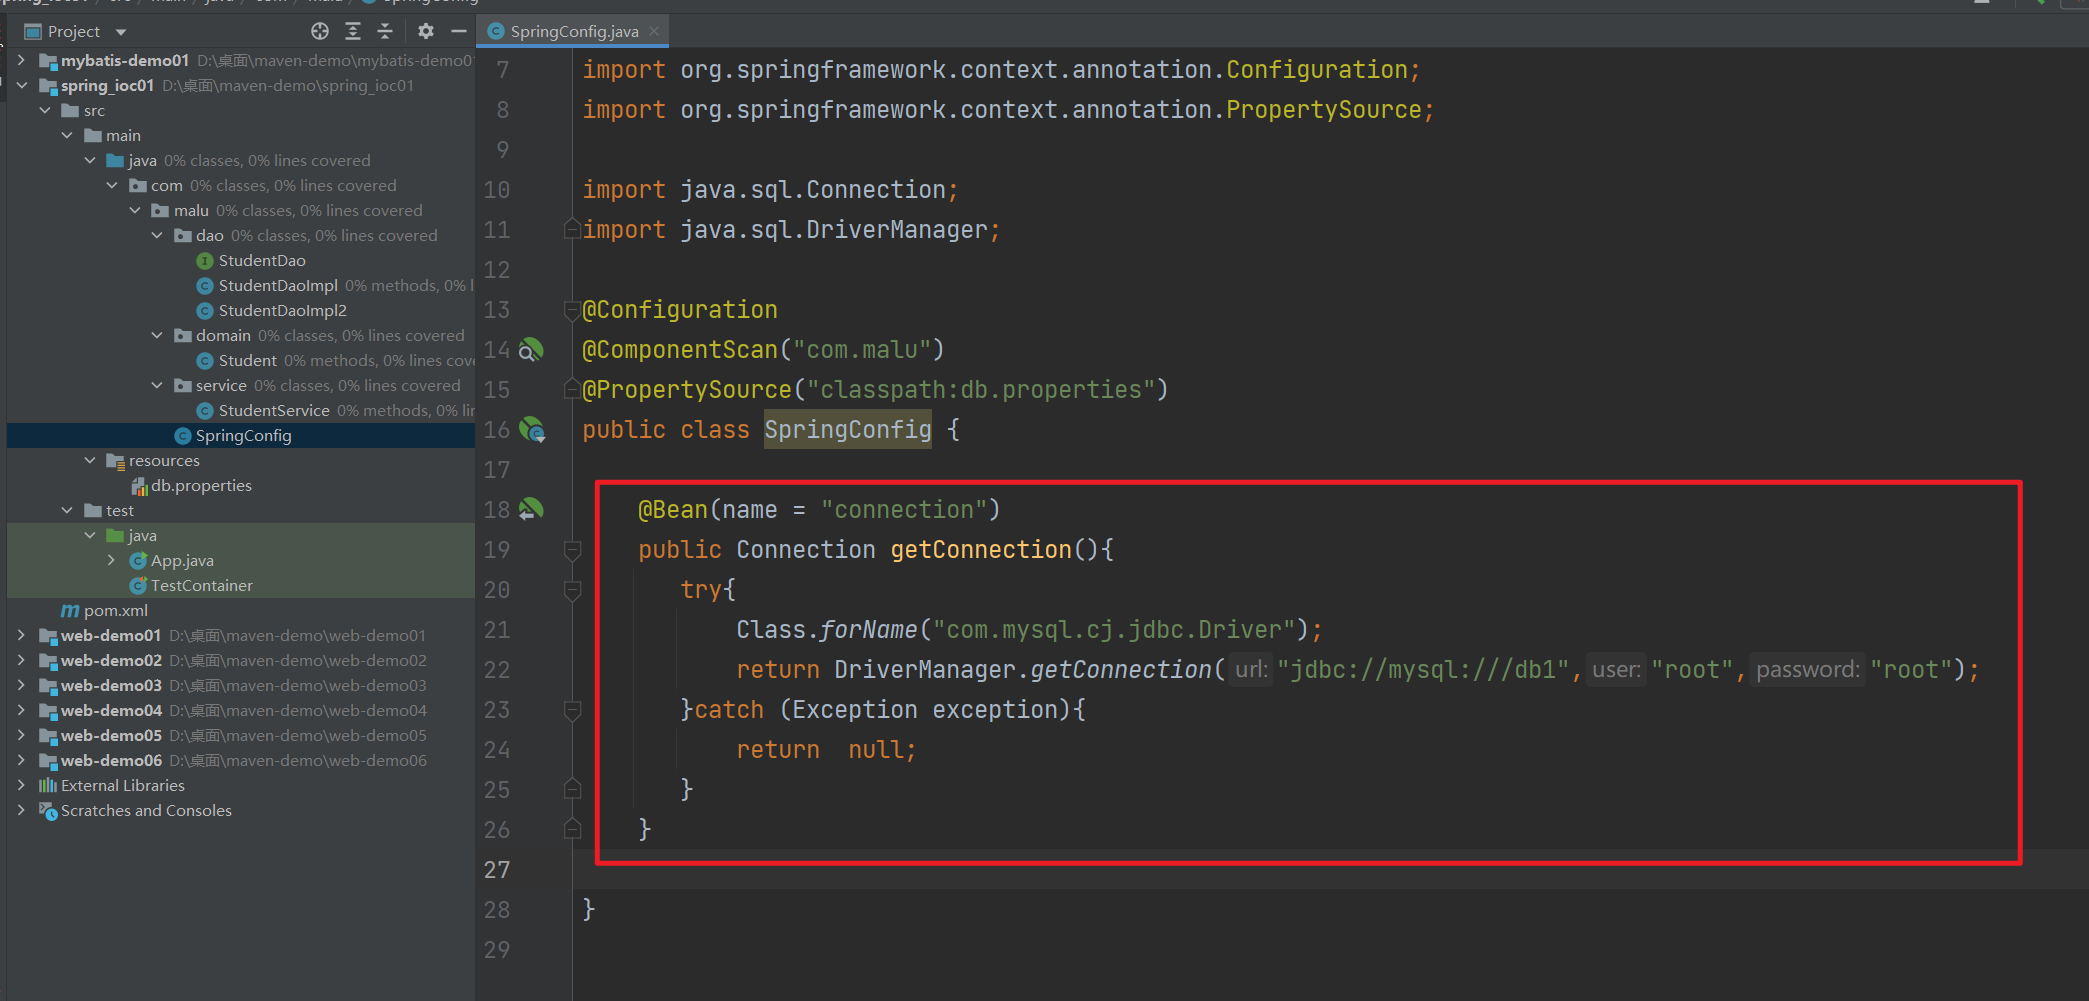 Project
SpringConfig.java
mybatis-demo01 D:\桌面\maven-demo\mybatis-demo01
spring_ioc01 D:\桌面\maven-demo\spring_ioc01
src
main
java 0% classes, 0% lines covered
com 0% classes, 0% lines covered
malu 0% classes, 0% lines covered
dao 0% classes, 0% lines covered
StudentDao
StudentDaoImpl 0% methods, 0% l
StudentDaoImpl2
domain 0% classes, 0% lines covered
Student 0% methods, 0% lines cove
service 0% classes, 0% lines covered
StudentService 0% methods, 0% lin
SpringConfig
resources
db.properties
test
java
App.java
TestContainer
pom.xml
web-demo01 D:\桌面\maven-demo\web-demo01
web-demo02 D:\桌面\maven-demo\web-demo02
web-demo03 D:\桌面\maven-demo\web-demo03
web-demo04 D:\桌面\maven-demo\web-demo04
web-demo05 D:\桌面\maven-demo\web-demo05
web-demo06 D:\桌面\maven-demo\web-demo06
External Libraries
Scratches and Consoles
7 import org.springframework.context.annotation.Configuration;
8 import org.springframework.context.annotation.PropertySource;
9
10 import java.sql.Connection;
11 import java.sql.DriverManager;
12
13 @Configuration
14 @ComponentScan("com.malu")
15 @PropertySource("classpath:db.properties")
16 public class SpringConfig {
17
18 @Bean(name = "connection")
19 public Connection getConnection(){
20 try{
21 Class.forName("com.mysql.cj.jdbc.Driver");
22 return DriverManager.getConnection( url: "jdbc://mysql:///db1", user: "root", password: "root");
23 }catch (Exception exception){
24 return  null;
25 }
26 }
27
28 }
29